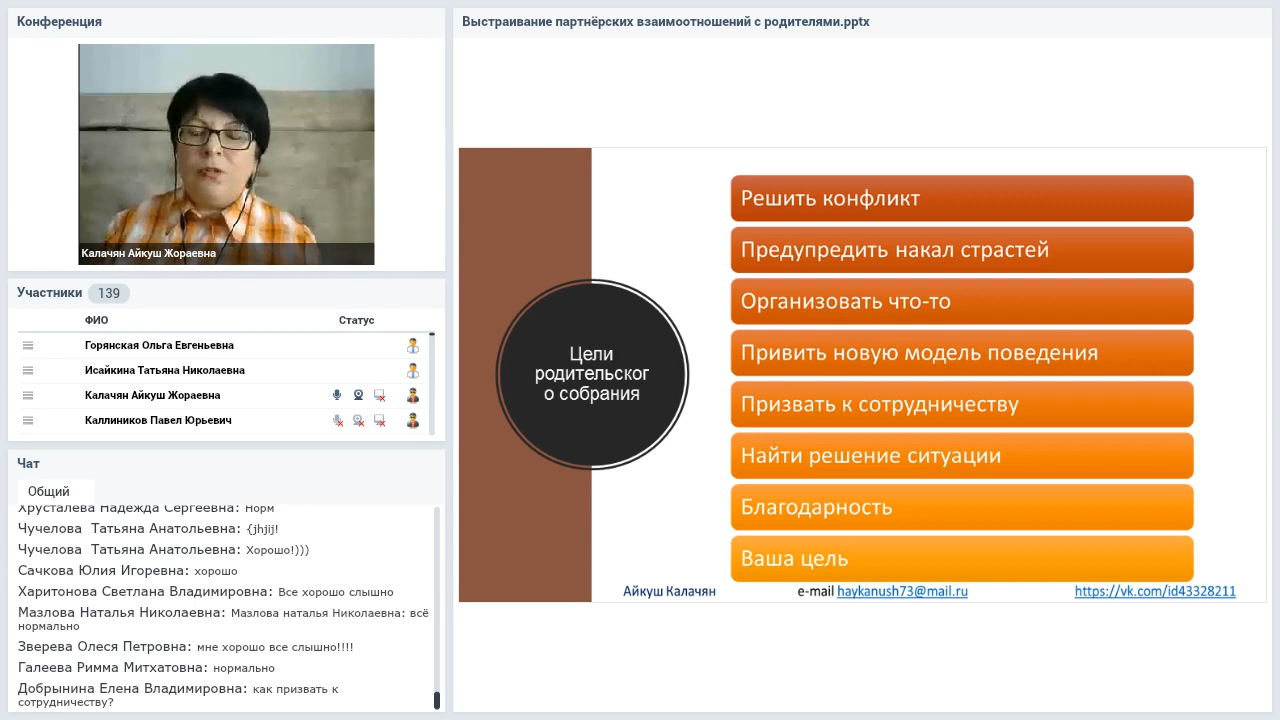 Конференция
Калачян Айкуш Жораевна
Участники 139
ФИО Статус
Горянская Ольга Евгеньевна
Исайкина Татьяна Николаевна
Калачян Айкуш Жораевна
Каллиников Павел Юрьевич
Чат
Общий
Хрусталева Надежда Сергеевна: Норм
Чучелова Татьяна Анатольевна: {jhjij!
Чучелова Татьяна Анатольевна: Хорошо!)))
Сачкова Юлия Игоревна: хорошо
Харитонова Светлана Владимировна: Все хорошо слышно
Мазлова Наталья Николаевна: Мазлова наталья Николаевна: всё
нормально
Зверева Олеся Петровна: мне хорошо все слышно!!!!
Галеева Римма Митхатовна: нормально
Добрынина Елена Владимировна: как призвать к
сотрудничеству?
Выстраивание партнёрских взаимоотношений с родителями.pptx
Цели
родительског
о собрания
Решить конфликт
Предупредить накал страстей
Организовать что-то
Привить новую модель поведения
Призвать к сотрудничеству
Найти решение ситуации
Благодарность
Ваша цель
Айкуш Калачян e-mail haykanush73@mail.ru https://vk.com/id43328211